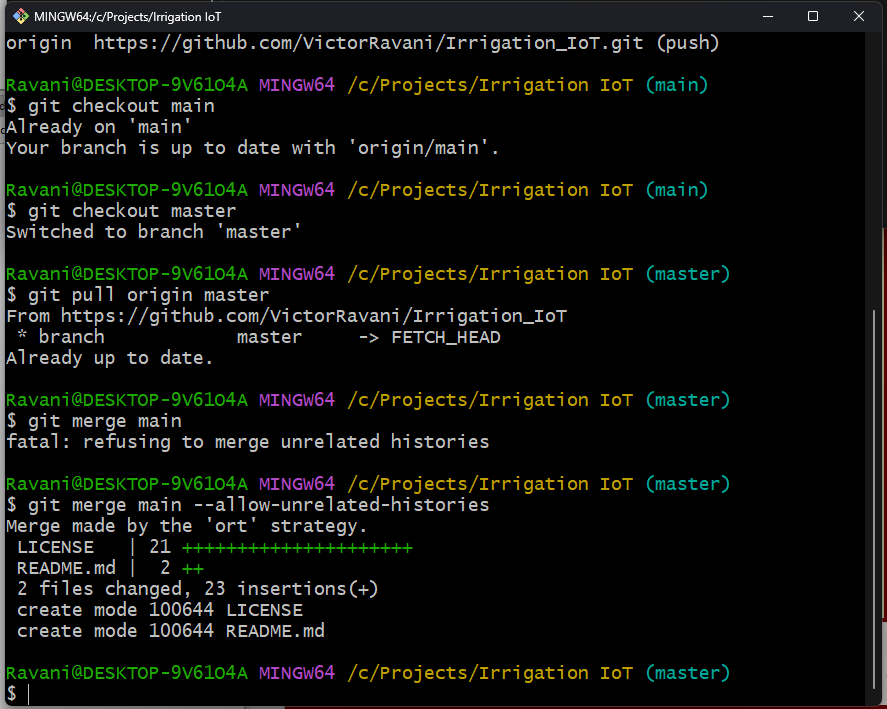 MINGW64:/c/Projects/Irrigation IoT
origin  https://github.com/VictorRavani/Irrigation_IoT.git (push)
Ravani@DESKTOP-9V61O4A MINGW64 /c/Projects/Irrigation IoT (main)
$ git checkout main
Already on 'main'
Your branch is up to date with 'origin/main'.
Ravani@DESKTOP-9V61O4A MINGW64 /c/Projects/Irrigation IoT (main)
$ git checkout master
Switched to branch 'master'
Ravani@DESKTOP-9V61O4A MINGW64 /c/Projects/Irrigation IoT (master)
$ git pull origin master
From https://github.com/VictorRavani/Irrigation_IoT
 * branch            master     -> FETCH_HEAD
Already up to date.
Ravani@DESKTOP-9V61O4A MINGW64 /c/Projects/Irrigation IoT (master)
$ git merge main
fatal: refusing to merge unrelated histories
Ravani@DESKTOP-9V61O4A MINGW64 /c/Projects/Irrigation IoT (master)
$ git merge main --allow-unrelated-histories
Merge made by the 'ort' strategy.
 LICENSE   | 21 +++++++++++++++++++++
 README.md |  2 ++
 2 files changed, 23 insertions(+)
 create mode 100644 LICENSE
 create mode 100644 README.md
Ravani@DESKTOP-9V61O4A MINGW64 /c/Projects/Irrigation IoT (master)
$